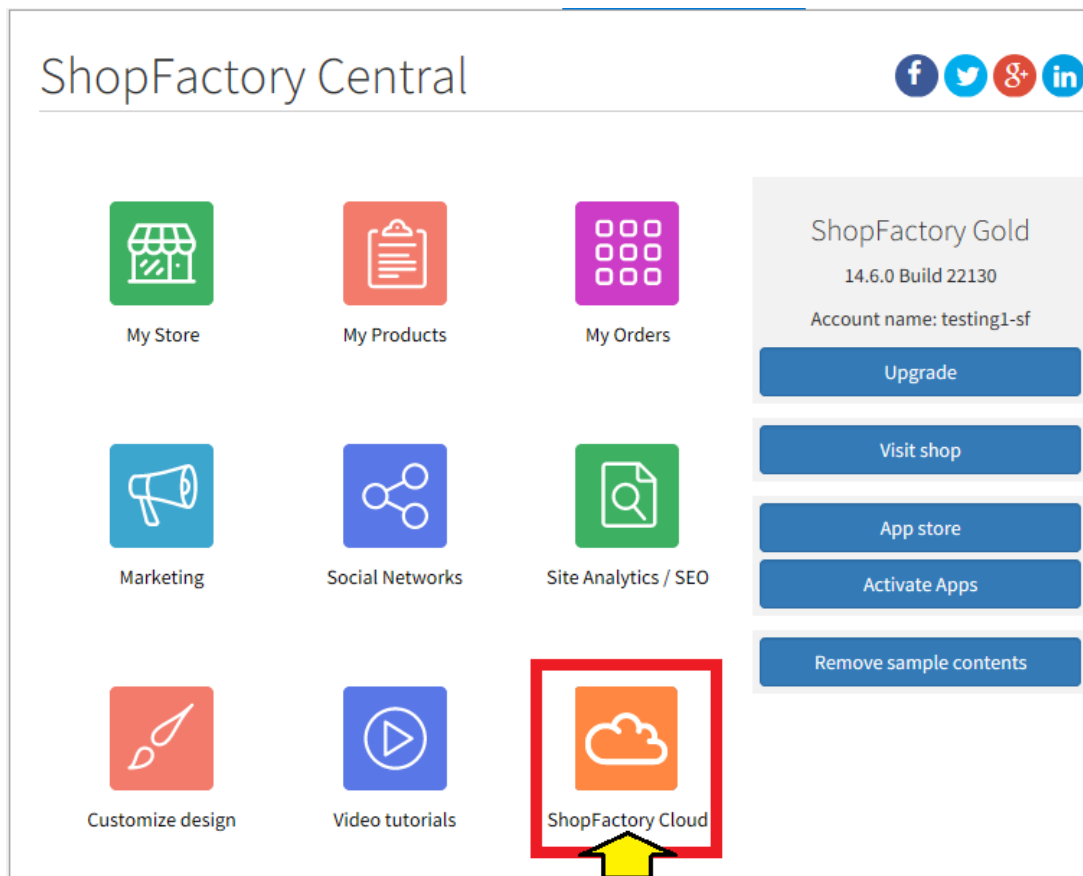 ShopFactory Central
f
g+
in
My Store
My Products
My Orders
ShopFactory Gold
14.6.0 Build 22130
Account name: testing1-sf
Upgrade
Visit shop
Marketing
Social Networks
Site Analytics / SEO
App store
Activate Apps
Remove sample contents
Customize design
Video tutorials
ShopFactory Cloud